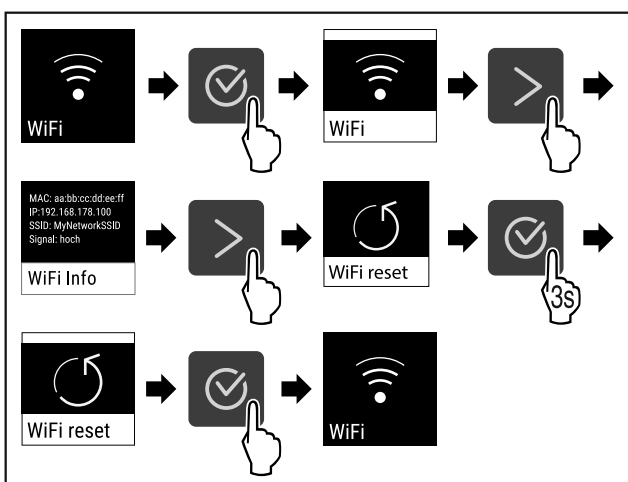 WiFi
WiFi
MAC: aa:bb:cc:dd:ee:ff
IP:192.168.178.100
SSID: MyNetworkSSID
Signal: hoch
WiFi Info
WiFi reset
3s
WiFi reset
WiFi